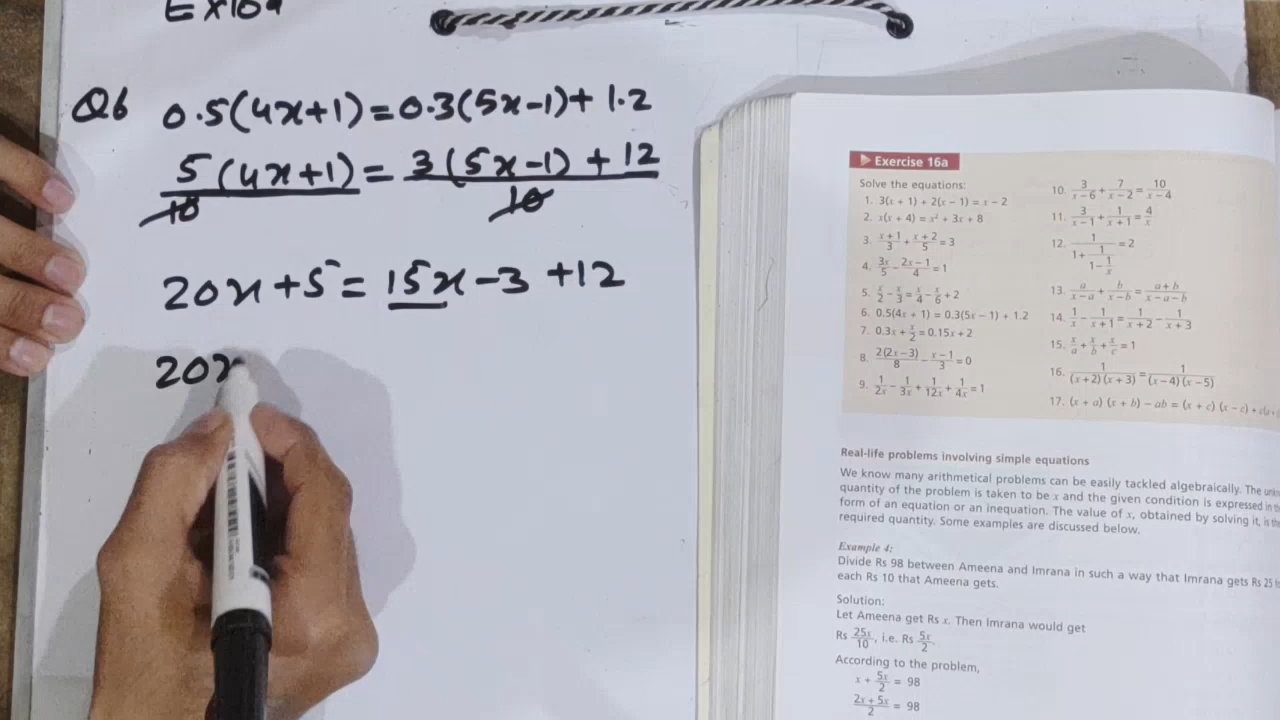 Ex16a
Q6 0.5(4x+1)=0.3(5x-1)+1.2
5(4x+1) = 3(5x-1)+12
10 10
20x+5=15x-3+12
20x
Exercise 16a
Solve the equations:
1. 3(x + 1) + 2(x − 1) = x − 2
2. x(x + 4) = x² + 3x + 8
3. x+1/3 + x+2/5 = 3
4. 3x/5 − 2x−1/4 = 1
5. x/2 − x/3 = x/4 − x/6 + 2
6. 0.5(4x + 1) = 0.3(5x − 1) + 1.2
7. 0.3x + x/2 = 0.15x + 2
8. 2(2x−3)/8 − x−1/3 = 0
9. 1/2x − 1/3x + 1/12x + 1/4x = 1
10. 3/x−6 + 7/x−2 = 10/x−4
11. 3/x−1 + 1/x+1 = 4/x
12. 1/1+1/1−1/x = 2
13. a/x−a + b/x−b = a+b/x−a−b
14. 1/x − 1/x+1 = 1/x+2 − 1/x+3
15. x/a + x/b + x/c = 1
16. 1/(x+2)(x+3) = 1/(x−4)(x−5)
17. (x + a) (x + b) − ab = (x + c) (x − c) +
Real-life problems involving simple equations
We know many arithmetical problems can be easily tackled algebraically. The
quantity of the problem is taken to be x and the given condition is expressed in
form of an equation or an inequation. The value of x, obtained by solving it, is
required quantity. Some examples are discussed below.
Example 4:
Divide Rs 98 between Ameena and Imrana in such a way that Imrana gets Rs 25
each Rs 10 that Ameena gets.
Solution:
Let Ameena get Rs x. Then Imrana would get
Rs 25x/10, i.e. Rs 5x/2.
According to the problem,
x + 5x/2 = 98
2x + 5x/2 = 98